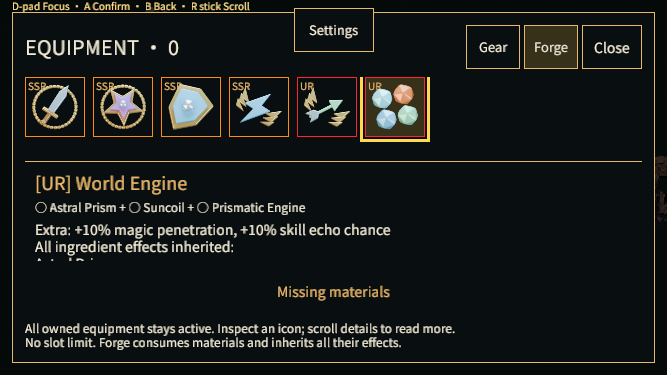 D-pad Focus • A Confirm • B Back • R stick Scroll
Settings
EQUIPMENT • 0
Gear
Forge
Close
SSR
SSR
SSR
SSR
UR
UR
[UR] World Engine
○ Astral Prism + ○ Suncoil + ○ Prismatic Engine
Extra: +10% magic penetration, +10% skill echo chance
All ingredient effects inherited:
Missing materials
All owned equipment stays active. Inspect an icon; scroll details to read more.
No slot limit. Forge consumes materials and inherits all their effects.